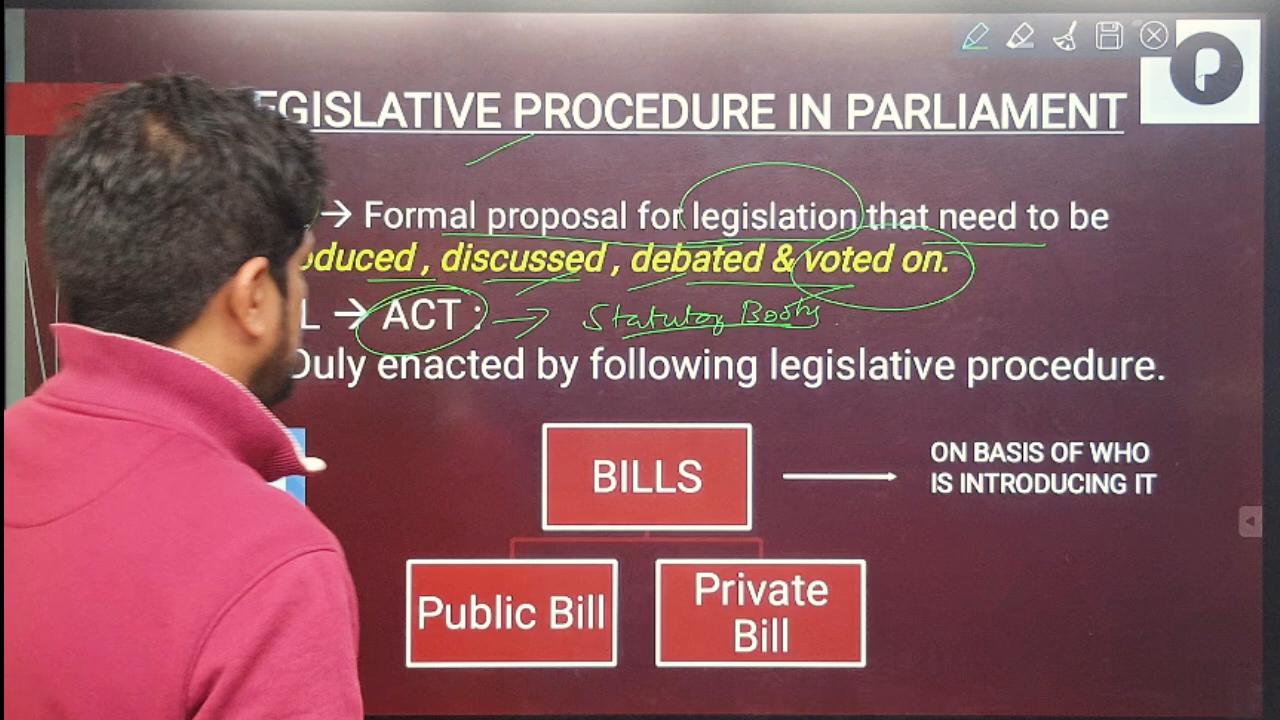 EGISLATIVE PROCEDURE IN PARLIAMENT
→ Formal proposal for legislation that need to be
oduced , discussed , debated & voted on.
L → ACT : → Statutory Body
Duly enacted by following legislative procedure.
BILLS → ON BASIS OF WHO
IS INTRODUCING IT
Public Bill
Private
Bill